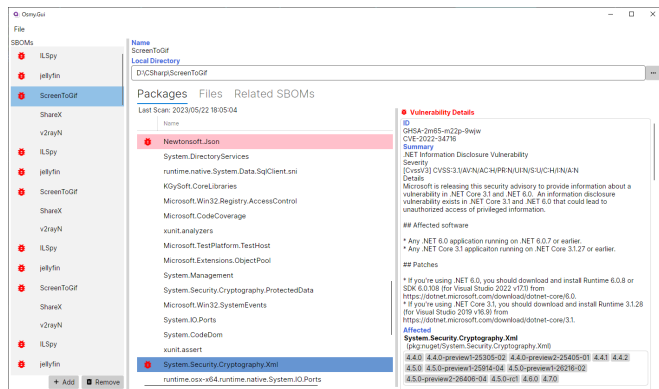 Osmy.Gui
File
SBOMs
ILSpy
jellyfin
ScreenToGif
ShareX
v2rayN
ILSpy
jellyfin
ScreenToGif
ShareX
v2rayN
ILSpy
jellyfin
ScreenToGif
ShareX
v2rayN
ILSpy
jellyfin
+ Add
Remove
Name
ScreenToGif
Local Directory
D:\CSharp\ScreenToGif
...
Packages Files Related SBOMs
Last Scan: 2023/05/22 18:05:04
Name
Newtonsoft.Json
System.DirectoryServices
runtime.native.System.Data.SqlClient.sni
KGySoft.CoreLibraries
Microsoft.Win32.Registry.AccessControl
Microsoft.CodeCoverage
xunit.analyzers
Microsoft.TestPlatform.TestHost
Microsoft.Extensions.ObjectPool
System.Management
System.Security.Cryptography.ProtectedData
Microsoft.Win32.SystemEvents
System.IO.Ports
System.CodeDom
xunit.assert
System.Security.Cryptography.Xml
runtime.osx-x64.runtime.native.System.IO.Ports
Vulnerability Details
ID
GHSA-2m65-m22p-9wjw
CVE-2022-34716
Summary
.NET Information Disclosure Vulnerability
Severity
[CvssV3] CVSS:3.1/AV:N/AC:H/PR:N/UI:N/S:U/C:H/I:N/A:N
Details
Microsoft is releasing this security advisory to provide information about a
vulnerability in .NET Core 3.1 and .NET 6.0. An information disclosure
vulnerability exists in .NET Core 3.1 and .NET 6.0 that could lead to
unauthorized access of privileged information.
## Affected software
* Any .NET 6.0 application running on .NET 6.0.7 or earlier.
* Any .NET Core 3.1 applicaiton running on .NET Core 3.1.27 or earlier.
## Patches
* If you're using .NET 6.0, you should download and install Runtime 6.0.8 or
SDK 6.0.108 (for Visual Studio 2022 v17.1) from
https://dotnet.microsoft.com/download/dotnet-core/6.0.
* If you're using .NET Core 3.1, you should download and install Runtime 3.1.28
(for Visual Studio 2019 v16.9) from
https://dotnet.microsoft.com/download/dotnet-core/3.1.
Affected
System.Security.Cryptography.Xml
(pkg:nuget/System.Security.Cryptography.Xml)
4.4.0 4.4.0-preview1-25305-02 4.4.0-preview2-25405-01 4.4.1 4.4.2
4.5.0 4.5.0-preview1-25914-04 4.5.0-preview1-26216-02
4.5.0-preview2-26406-04 4.5.0-rc1 4.6.0 4.7.0